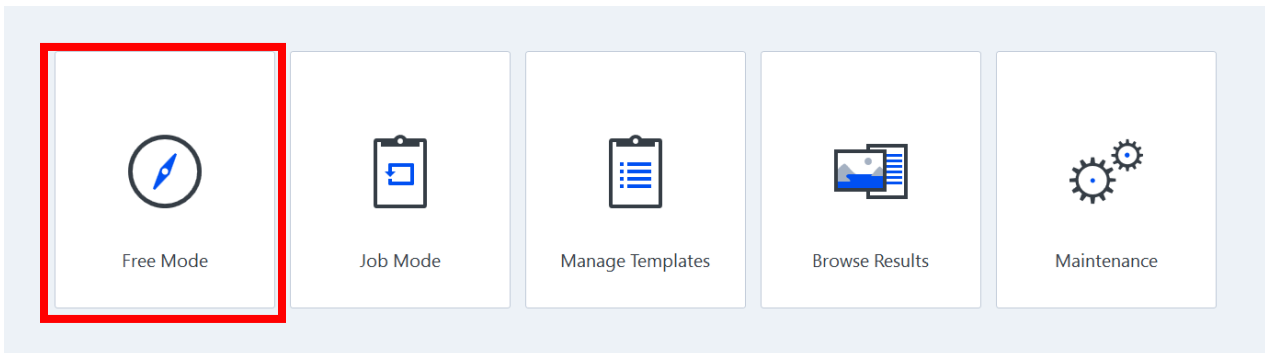 Free Mode
Job Mode
Manage Templates
Browse Results
Maintenance